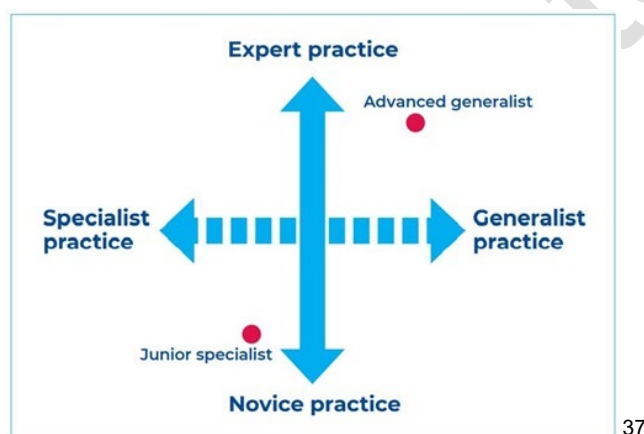 Expert practice
Advanced generalist
Specialist
practice
Generalist
practice
Junior specialist
Novice practice
37